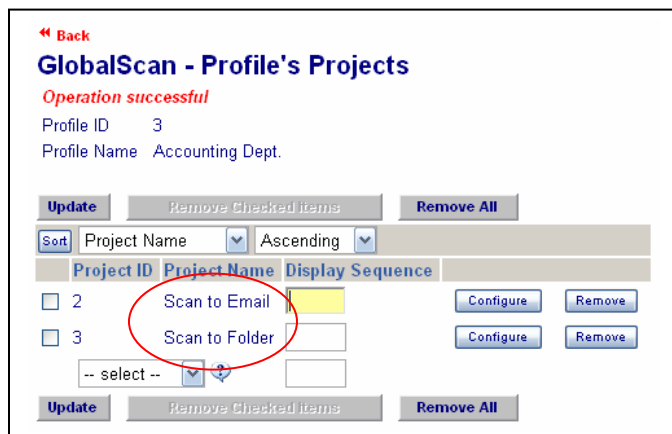 Back
GlobalScan - Profile's Projects
Operation successful
Profile ID 3
Profile Name Accounting Dept.
Update Remove Checked items Remove All
Sort Project Name Ascending
Project ID Project Name Display Sequence
2 Scan to Email Configure Remove
3 Scan to Folder Configure Remove
-- select -- ?
Update Remove Checked items Remove All